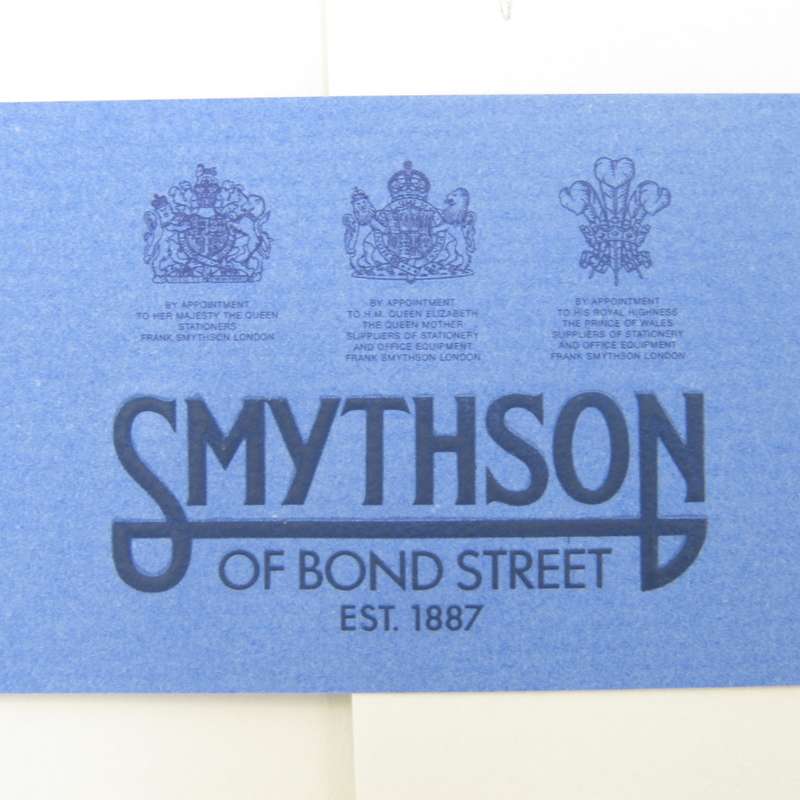 BY APPOINTMENT
TO HER MAJESTY THE QUEEN
STATIONERS
FRANK SMYTHSON LONDON
BY APPOINTMENT
TO H.M. QUEEN ELIZABETH
THE QUEEN MOTHER
SUPPLIERS OF STATIONERY
AND OFFICE EQUIPMENT
FRANK SMYTHSON LONDON
BY APPOINTMENT
TO HIS ROYAL HIGHNESS
THE PRINCE OF WALES
SUPPLIERS OF STATIONERY
AND OFFICE EQUIPMENT
FRANK SMYTHSON LONDON
SMYTHSON
OF BOND STREET
EST. 1887